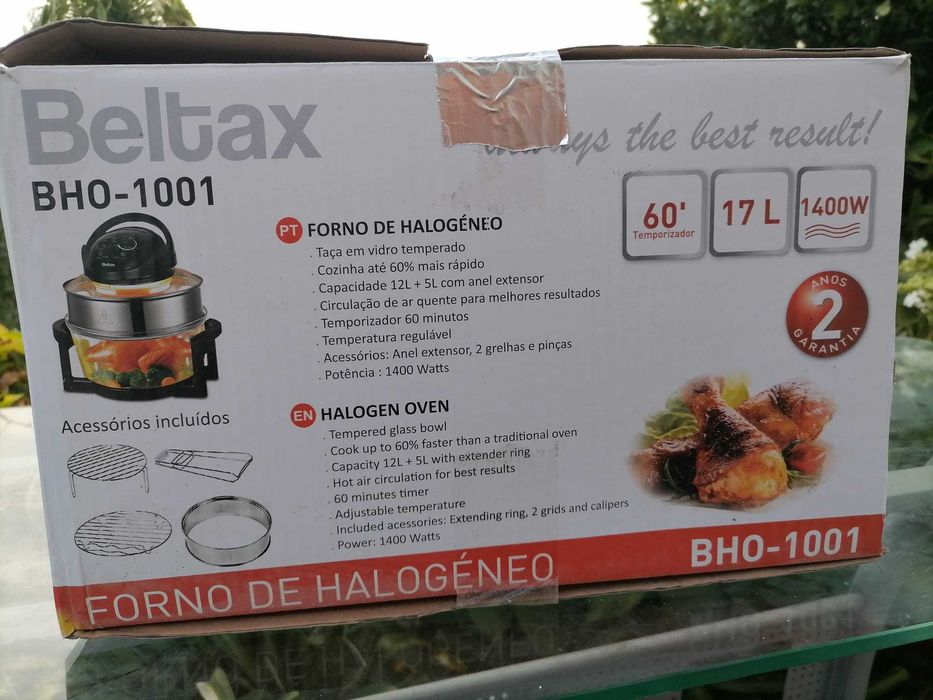 Beltax
BHO-1001
the best result!
60'
Temporizador
17 L
1400W
ANOS
2
GARANTIA
Beltax
PT FORNO DE HALOGÉNEO
. Taça em vidro temperado
. Cozinha até 60% mais rápido
. Capacidade 12L + 5L com anel extensor
. Circulação de ar quente para melhores resultados
. Temporizador 60 minutos
. Temperatura regulável
. Acessórios: Anel extensor, 2 grelhas e pinças
. Potência : 1400 Watts
Acessórios incluídos
EN HALOGEN OVEN
. Tempered glass bowl
. Cook up to 60% faster than a traditional oven
. Capacity 12L + 5L with extender ring
. Hot air circulation for best results
. 60 minutes timer
. Adjustable temperature
. Included acessories: Extending ring, 2 grids and calipers
. Power: 1400 Watts
FORNO DE HALOGÉNEO
BHO-1001